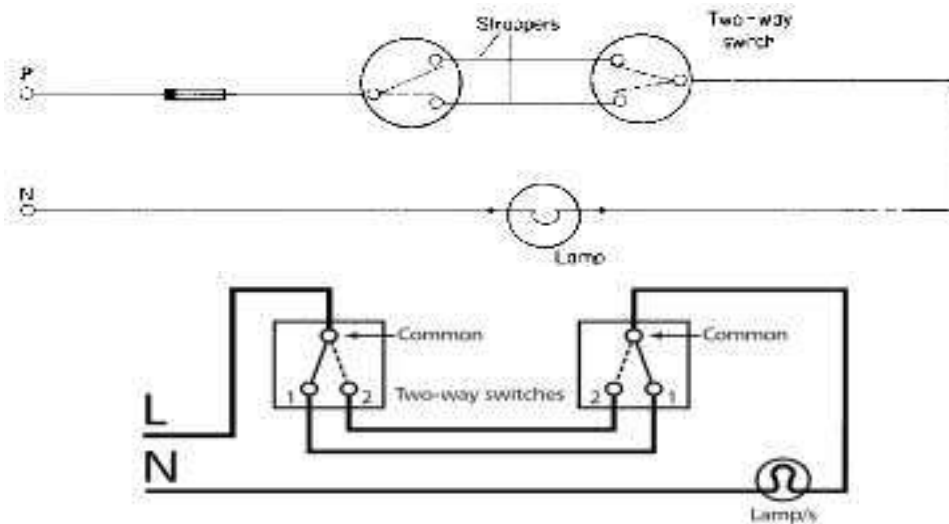 Strappers
Two-way
switch
P
N
Lamp
Common
Common
1
2
Two-way switches
2
1
L
N
Lamp/s